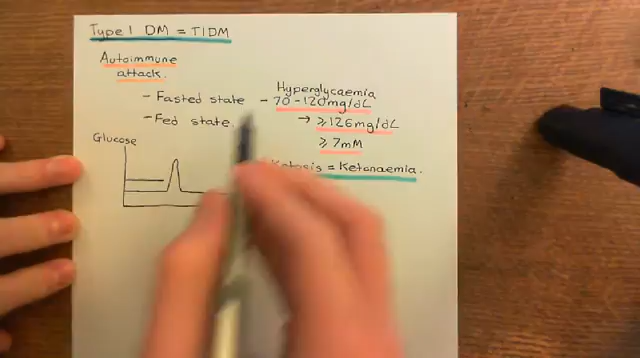 Type 1 DM = T1DM
Autoimmune
attack.
Hyperglycaemia
- Fasted state - 70-120mg/dL
- Fed state. → ≥126mg/dL
≥7mM
Glucose
Ketosis = Ketonaemia.